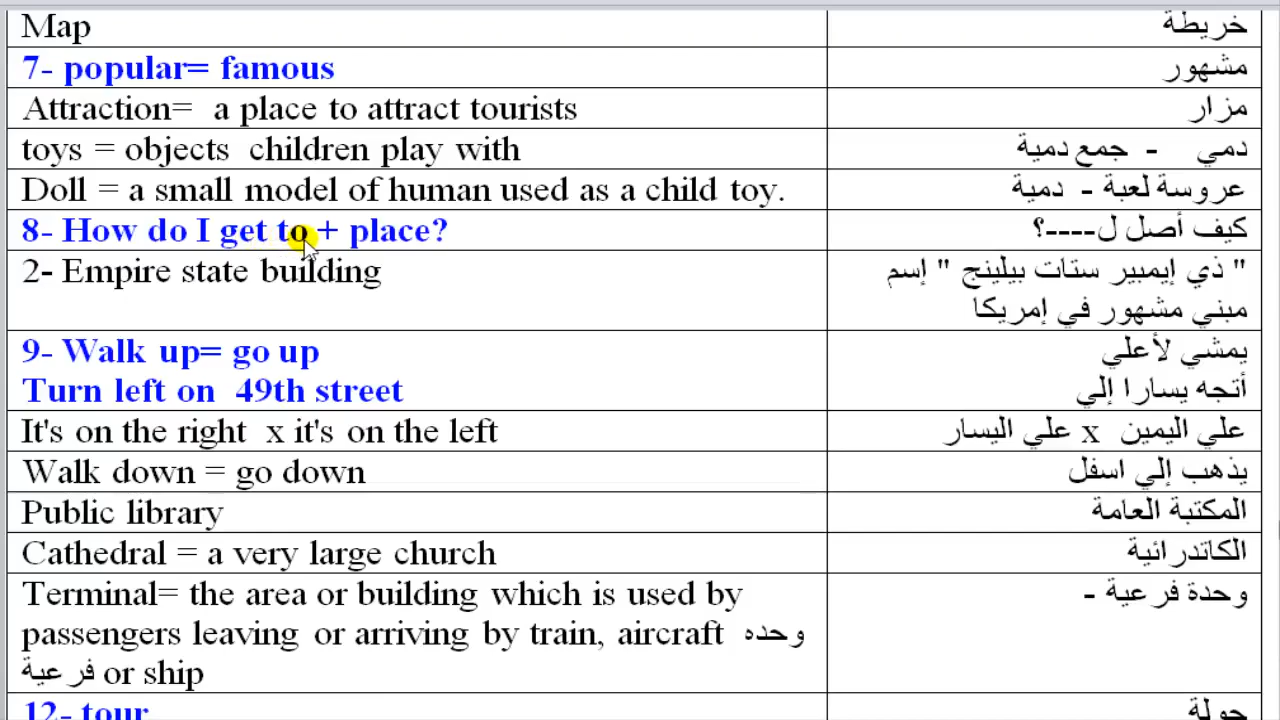 Map خريطة
7- popular= famous مشهور
Attraction= a place to attract tourists مزار
toys = objects children play with دمي - جمع دمية
Doll = a small model of human used as a child toy. عروسة لعبة - دمية
8- How do I get to + place? كيف أصل ل----؟
2- Empire state building " ذي إيمبير ستات بيلينج " إسم
مبني مشهور في إمريكا
9- Walk up= go up يمشي لأعلي
Turn left on 49th street أتجه يسارا إلي
It's on the right x it's on the left علي اليمين x علي اليسار
Walk down = go down يذهب إلي اسفل
Public library المكتبة العامة
Cathedral = a very large church الكاتدرائية
Terminal= the area or building which is used by وحدة فرعية -
passengers leaving or arriving by train, aircraft وحده
فرعية or ship
12- tour جولة